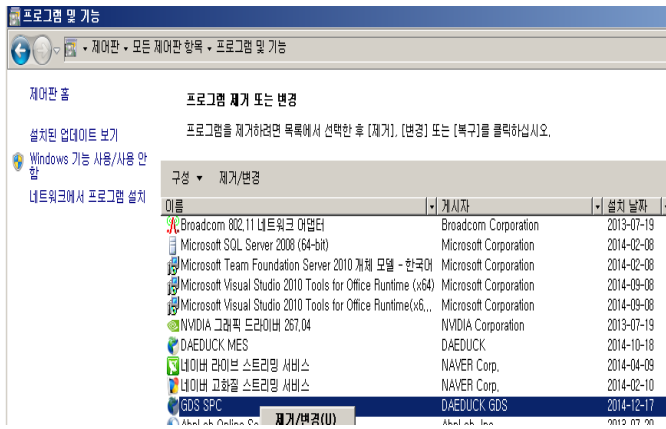 프로그램 및 기능
제어판 모든 제어판 항목 프로그램 및 기능
제어판 홈
설치된 업데이트 보기
Windows 기능 사용/사용 안
함
네트워크에서 프로그램 설치
프로그램 제거 또는 변경
프로그램을 제거하려면 목록에서 선택한 후 [제거], [변경] 또는 [복구]를 클릭하십시오.
구성 제거/변경
이름 게시자 설치 날짜
Broadcom 802.11 네트워크 어댑터 Broadcom Corporation 2013-07-19
Microsoft SQL Server 2008 (64-bit) Microsoft Corporation 2014-02-08
Microsoft Team Foundation Server 2010 개체 모델 - 한국어 Microsoft Corporation 2014-02-08
Microsoft Visual Studio 2010 Tools for Office Runtime (x64) Microsoft Corporation 2014-09-08
Microsoft Visual Studio 2010 Tools for Office Runtime(x6... Microsoft Corporation 2014-09-08
NVIDIA 그래픽 드라이버 267.04 NVIDIA Corporation 2013-07-19
DAEDUCK MES DAEDUCK 2014-10-18
네이버 라이브 스트리밍 서비스 NAVER Corp. 2014-04-09
네이버 고화질 스트리밍 서비스 NAVER Corp. 2014-02-10
GDS SPC DAEDUCK GDS 2014-12-17
제거/변경(U)
AhnLab Online Se AhnLab, Inc. 2013-07-20